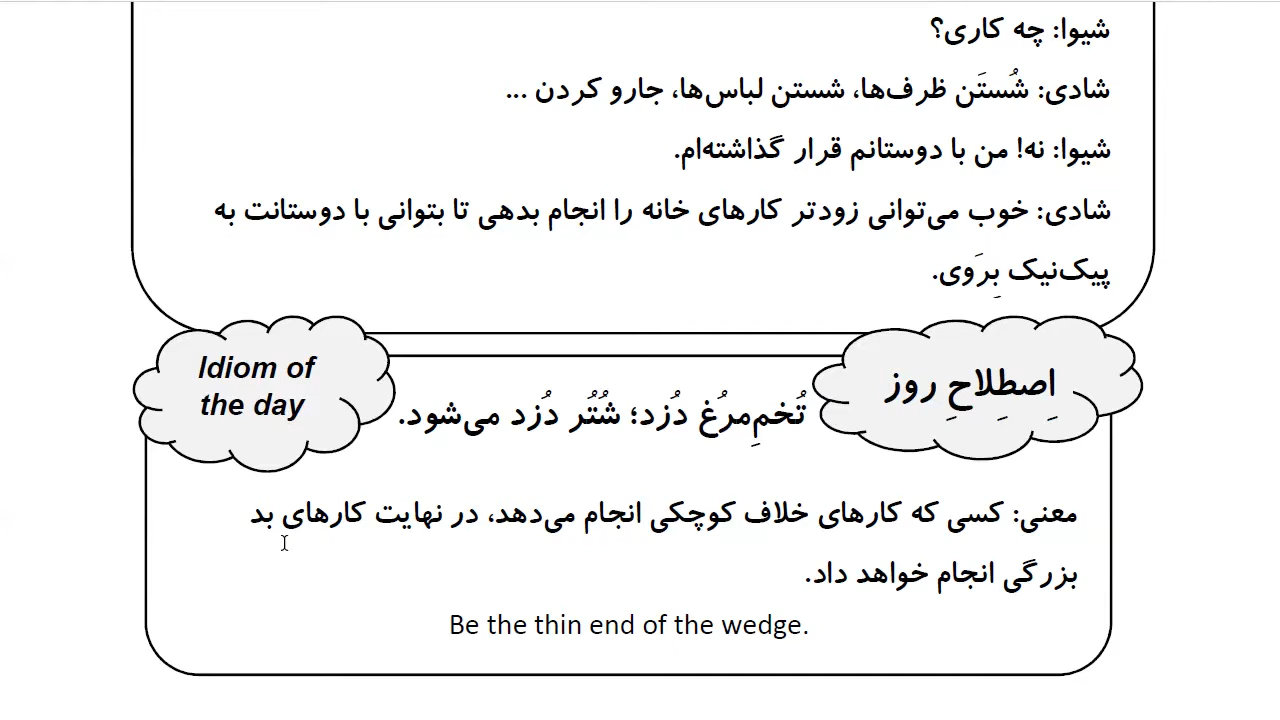 شیوا: چه کاری؟
شادی: شُستَن ظرف‌ها، شستن لباس‌ها، جارو کردن ...
شیوا: نه! من با دوستانم قرار گذاشته‌ام.
شادی: خوب می‌توانی زودتر کارهای خانه را انجام بدهی تا بتوانی با دوستانت به
پیک‌نیک بِرَوی.
Idiom of
the day
اِصطِلاحِ روز
تُخمِ‌مرُغ دُزد؛ شُتُر دُزد می‌شود.
معنی: کسی که کارهای خلاف کوچکی انجام می‌دهد، در نهایت کارهای بد
بزرگی انجام خواهد داد.
Be the thin end of the wedge.